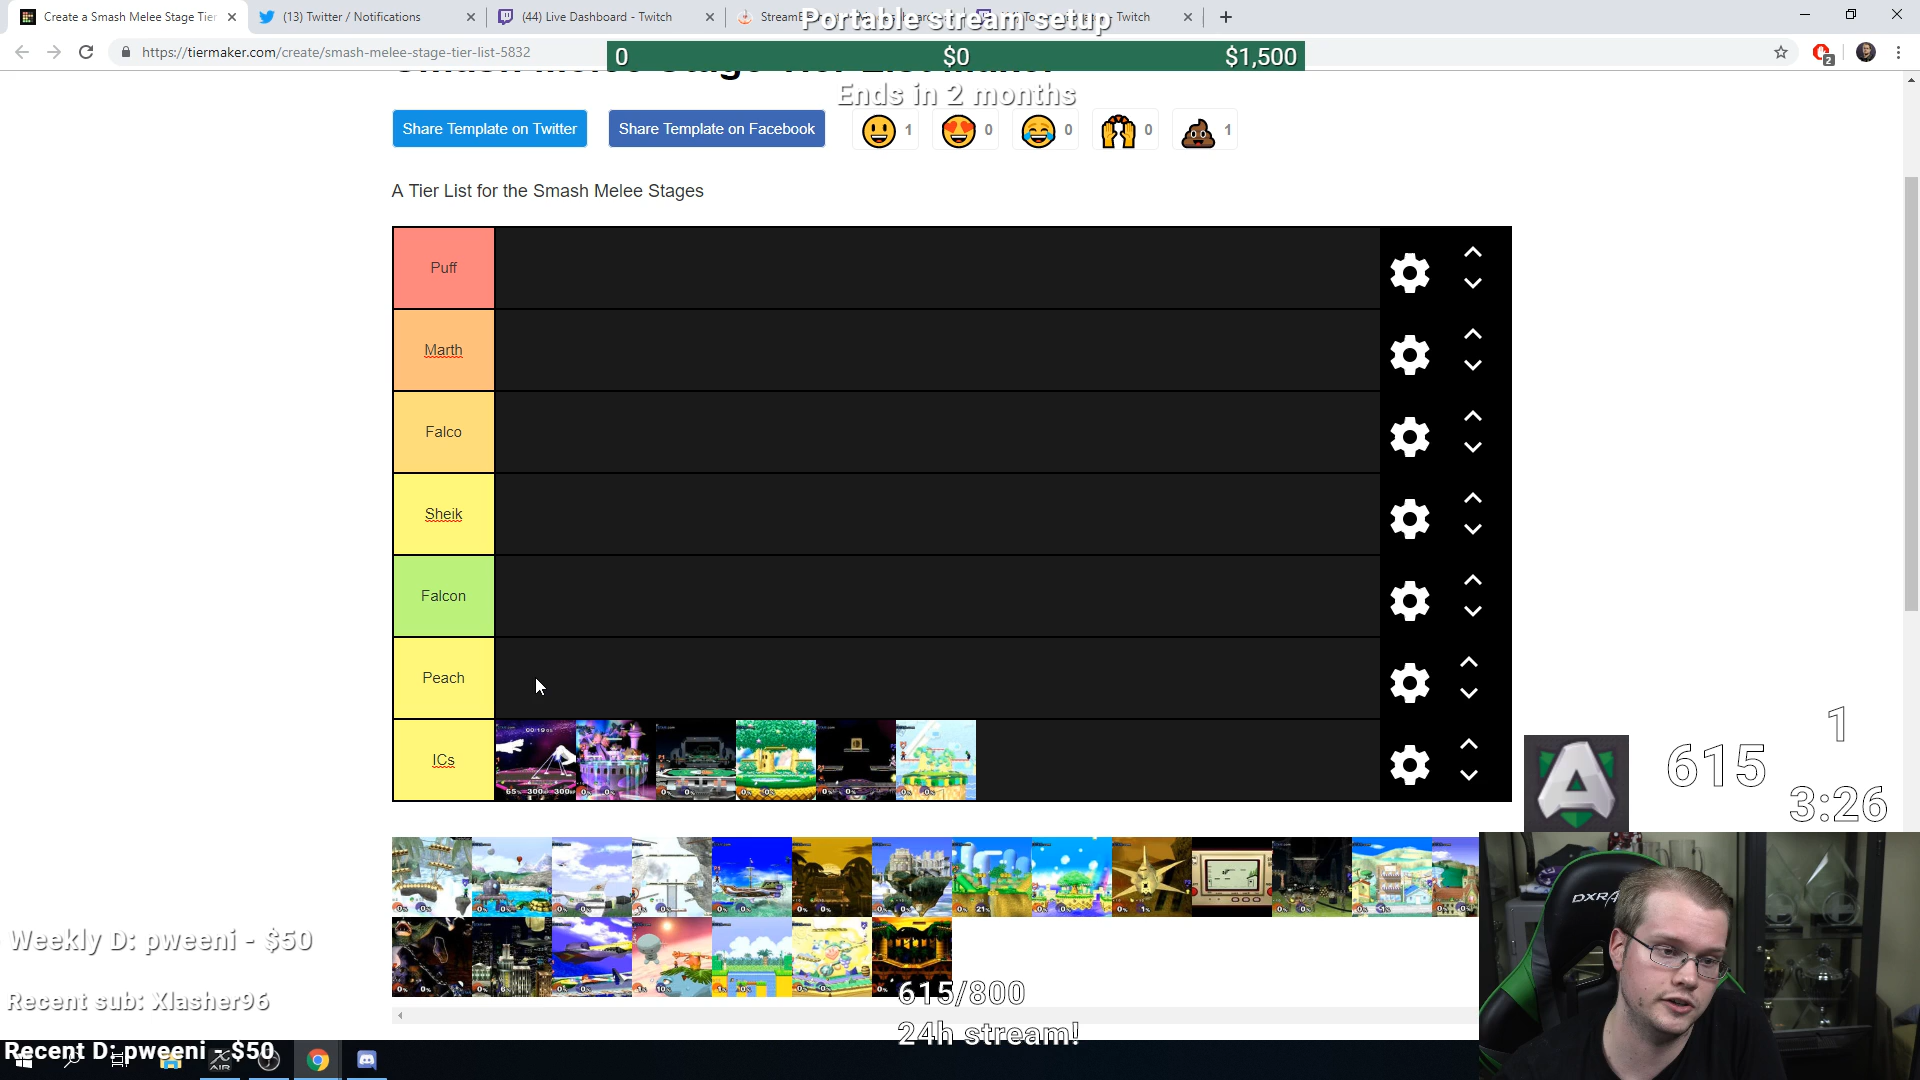 Create a Smash Melee Stage Tier
(13) Twitter / Notifications
(44) Live Dashboard - Twitch
Twitch
Portable stream setup
https://tiermaker.com/create/smash-melee-stage-tier-list-5832
0 $0 $1,500
2
Ends in 2 months
Share Template on Twitter
Share Template on Facebook
1
0
0
0
1
A Tier List for the Smash Melee Stages
Puff
Marth
Falco
Sheik
Falcon
Peach
ICs
1
615
3:26
DXRA
Weekly D: pweeni - $50
Recent sub: Xlasher96
615/800
24h stream!
Recent D: pweeni - $50
AIR